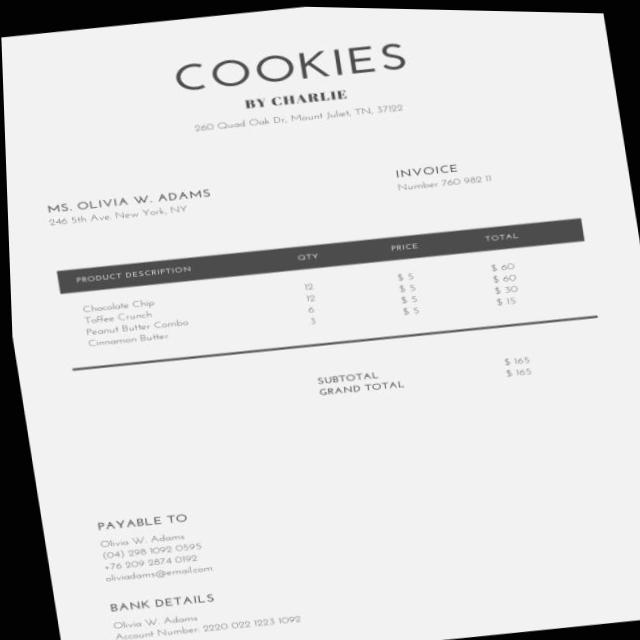 COOKIES
BY CHARLIE
260 Quad Oak Dr, Mount Juliet, TN, 37122
MS. OLIVIA W. ADAMS
246 5th Ave. New York, NY
INVOICE
Number 760 982 11
PRODUCT DESCRIPTION QTY PRICE TOTAL
Chocolate Chip 12 $ 5 $ 60
Toffee Crunch 12 $ 5 $ 60
Peanut Butter Combo 6 $ 5 $ 30
Cinnamon Butter 3 $ 5 $ 15
SUBTOTAL $ 165
GRAND TOTAL $ 165
PAYABLE TO
Olivia W. Adams
(04) 298 1092 0595
+76 209 2874 0192
oliviadams@email.com
BANK DETAILS
Olivia W. Adams
Account Number: 2220 022 1223 1092